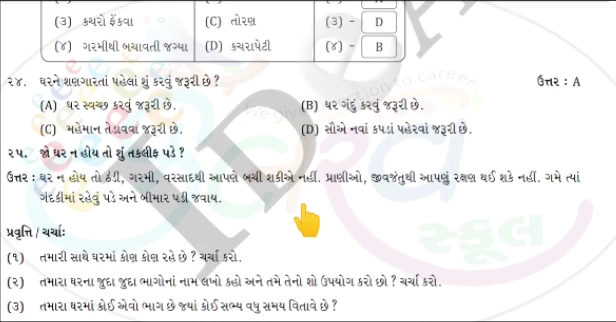 (3) કચરો ફેંકવા (C) તોરણ (3) - D
(૪) ગરમીથી બચાવતી જગ્યા (D) કચરાપેટી (૪) - B
૨૪. ઘરને શણગારતાં પહેલાં શું કરવું જરૂરી છે ? ઉત્તર : A
(A) ઘર સ્વચ્છ કરવું જરૂરી છે. (B) ઘર ગંદું કરવું જરૂરી છે.
(C) મહેમાન તેડાવવા જરૂરી છે. (D) સૌએ નવાં કપડાં પહેરવાં જરૂરી છે.
૨૫. જો ઘર ન હોય તો શું તકલીફ પડે ?
ઉત્તર : ઘર ન હોય તો ઠંડી, ગરમી, વરસાદથી આપણે બચી શકીએ નહીં. પ્રાણીઓ, જીવજંતુથી આપણું રક્ષણ થઈ શકે નહીં. ગમે ત્યાં
ગંદકીમાં રહેવું પડે અને બીમાર પડી જવાય.
પ્રવૃત્તિ / ચર્ચાઃ
(૧) તમારી સાથે ઘરમાં કોણ કોણ રહે છે ? ચર્ચા કરો.
(૨) તમારા ઘરના જુદા જુદા ભાગોનાં નામ લખો કહો અને તમે તેનો શો ઉપયોગ કરો છો ? ચર્ચા કરો.
(3) તમારા ઘરમાં કોઈ એવો ભાગ છે જ્યાં કોઈ સભ્ય વધુ સમય વિતાવે છે ?